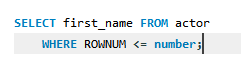 SELECT first_name FROM actor
WHERE ROWNUM <= number;